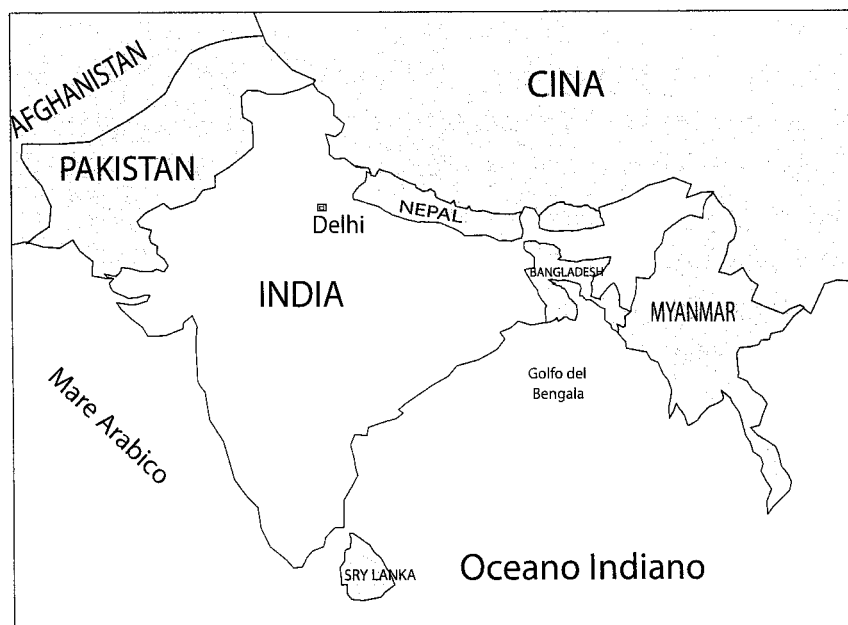 CINA
AFGHANISTAN
PAKISTAN
NEPAL
Delhi
BANGLADESH
INDIA
MYANMAR
Golfo del
Bengala
Mare Arabico
SRY LANKA
Oceano Indiano